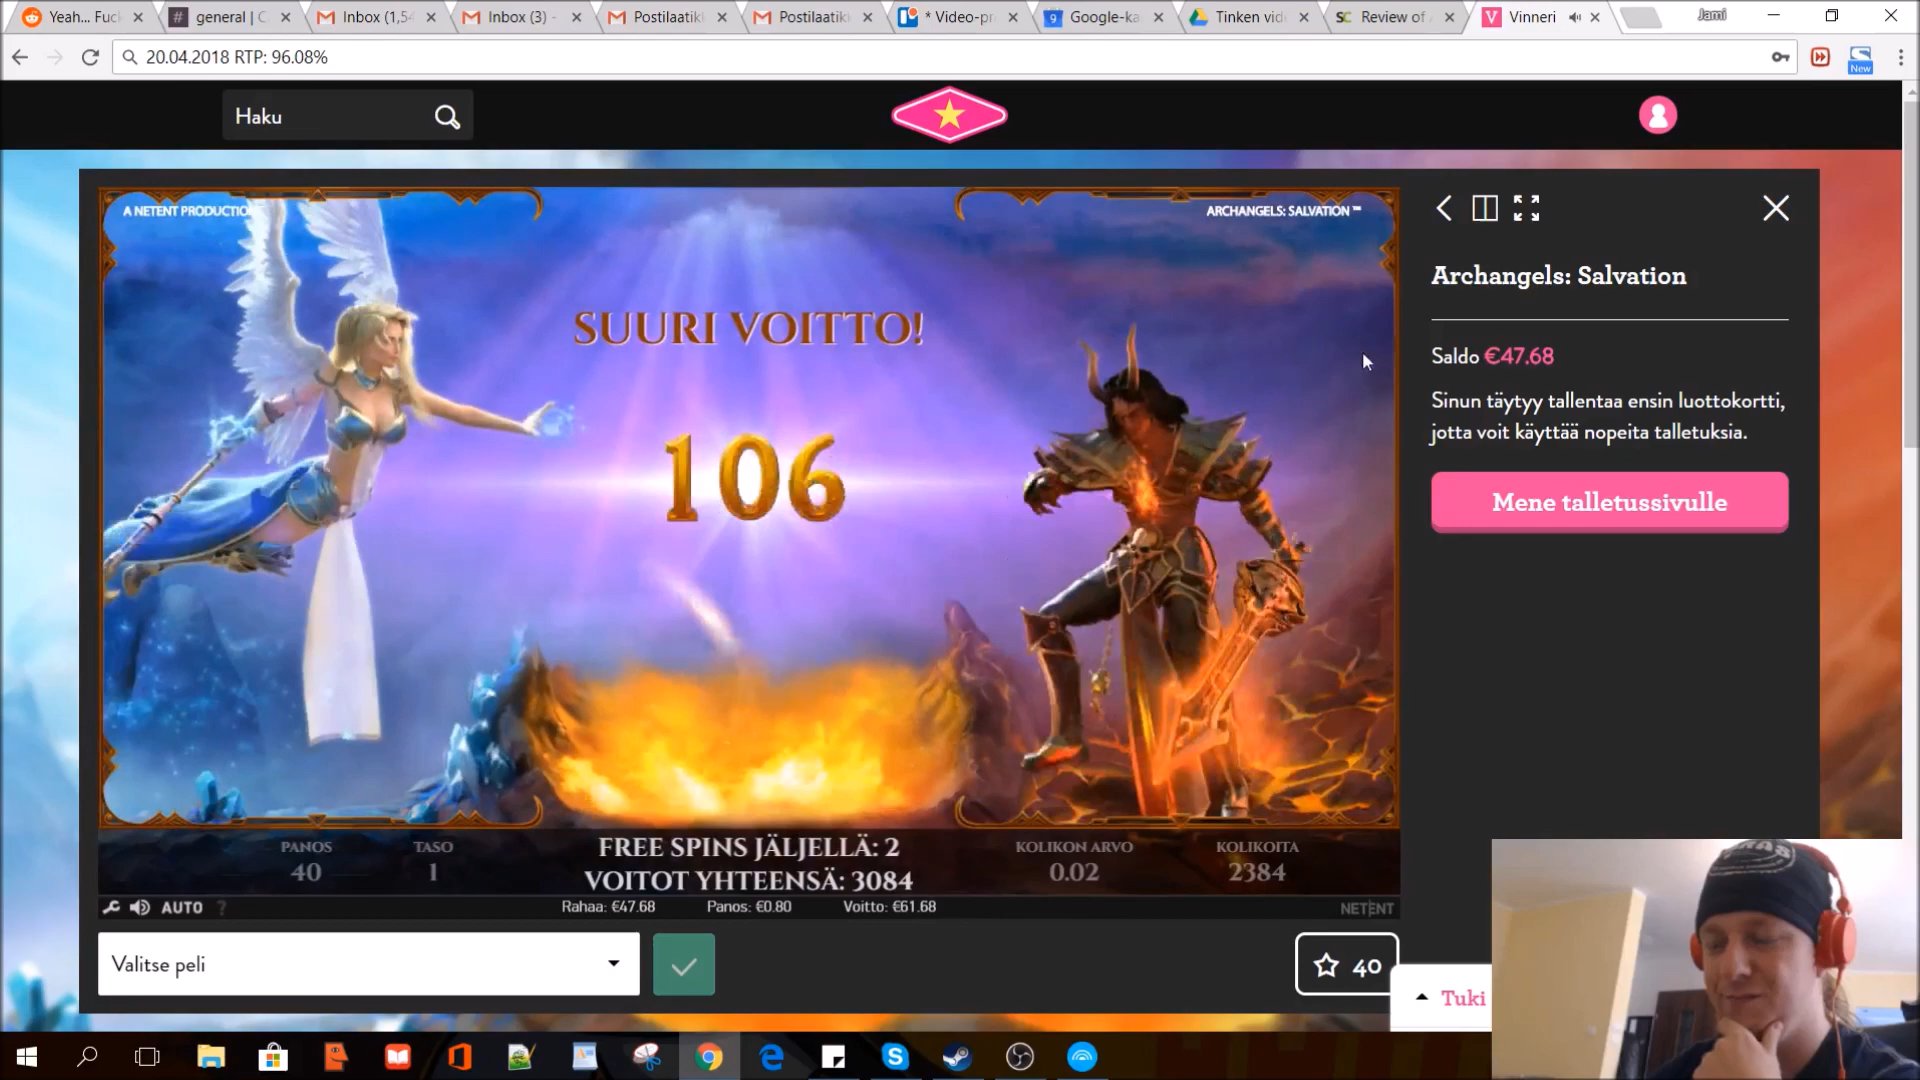 Yeah... Fuc
general | C
Inbox (1,54
Inbox (3) -
Postilaatik
Postilaatik
* Video-pr
Google-ka
Tinken vid
Review of
Vinneri
Jami
20.04.2018 RTP: 96.08%
New
Haku
A NETENT PRODUCTIO
ARCHANGELS: SALVATION™
SUURI VOITTO!
106
Archangels: Salvation
Saldo €47.68
Sinun täytyy tallentaa ensin luottokortti,
jotta voit käyttää nopeita talletuksia.
Mene talletussivulle
PANOS
40
TASO
1
FREE SPINS JÄLJELLÄ: 2
VOITOT YHTEENSÄ: 3084
KOLIKON ARVO
0.02
KOLIKOITA
2384
AUTO ?
Rahaa: €47.68
Panos: €0.80
Voitto: €61.68
NETENT
Valitse peli
40
Tuki